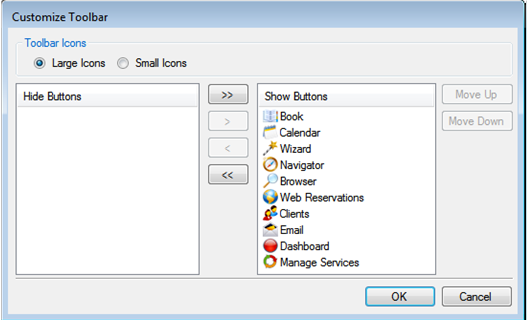 Customize Toolbar
Toolbar Icons
Large Icons Small Icons
Hide Buttons
>>
>
<
<<
Show Buttons
Book
Calendar
Wizard
Navigator
Browser
Web Reservations
Clients
Email
Dashboard
Manage Services
Move Up
Move Down
OK Cancel